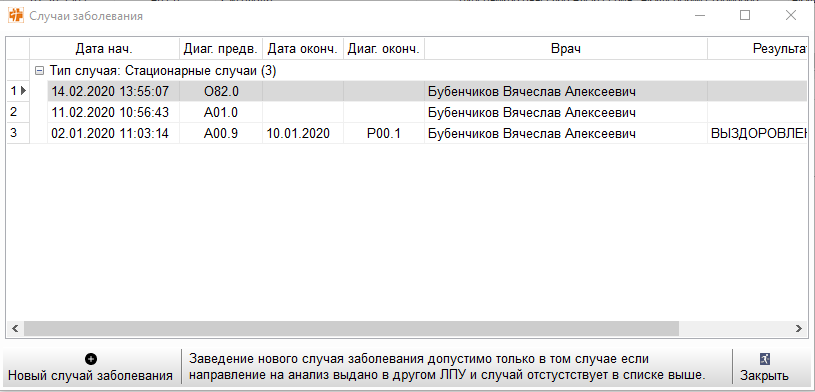 Случаи заболевания
Дата нач. Диаг. предв. Дата оконч. Диаг. оконч. Врач Результат
Тип случая: Стационарные случаи (3)
1 14.02.2020 13:55:07 O82.0 Бубенчиков Вячеслав Алексеевич
2 11.02.2020 10:56:43 A01.0 Бубенчиков Вячеслав Алексеевич
3 02.01.2020 11:03:14 A00.9 10.01.2020 P00.1 Бубенчиков Вячеслав Алексеевич ВЫЗДОРОВЛЕН
Новый случай заболевания
Заведение нового случая заболевания допустимо только в том случае если
направление на анализ выдано в другом ЛПУ и случай отстутствует в списке выше.
Закрыть